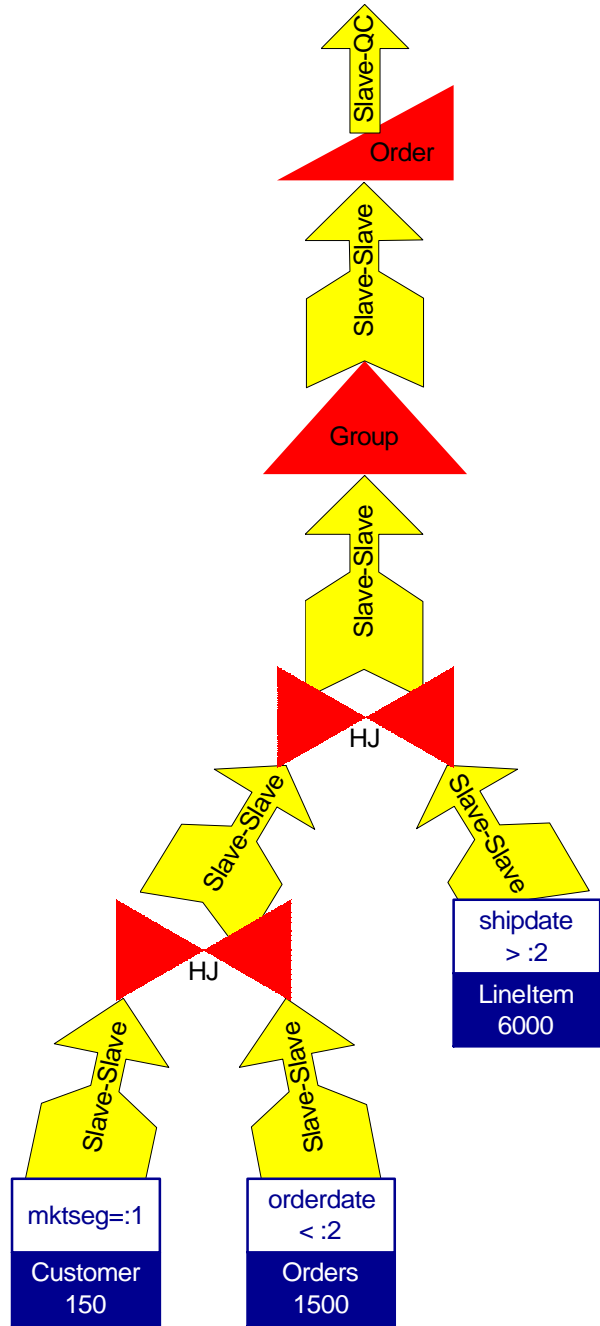 Slave-QC
Order
Slave-Slave
Group
Slave-Slave
HJ
Slave-Slave
Slave-Slave
shipdate
> :2
LineItem
6000
HJ
Slave-Slave
Slave-Slave
mktseg=:1
Customer
150
orderdate
< :2
Orders
1500